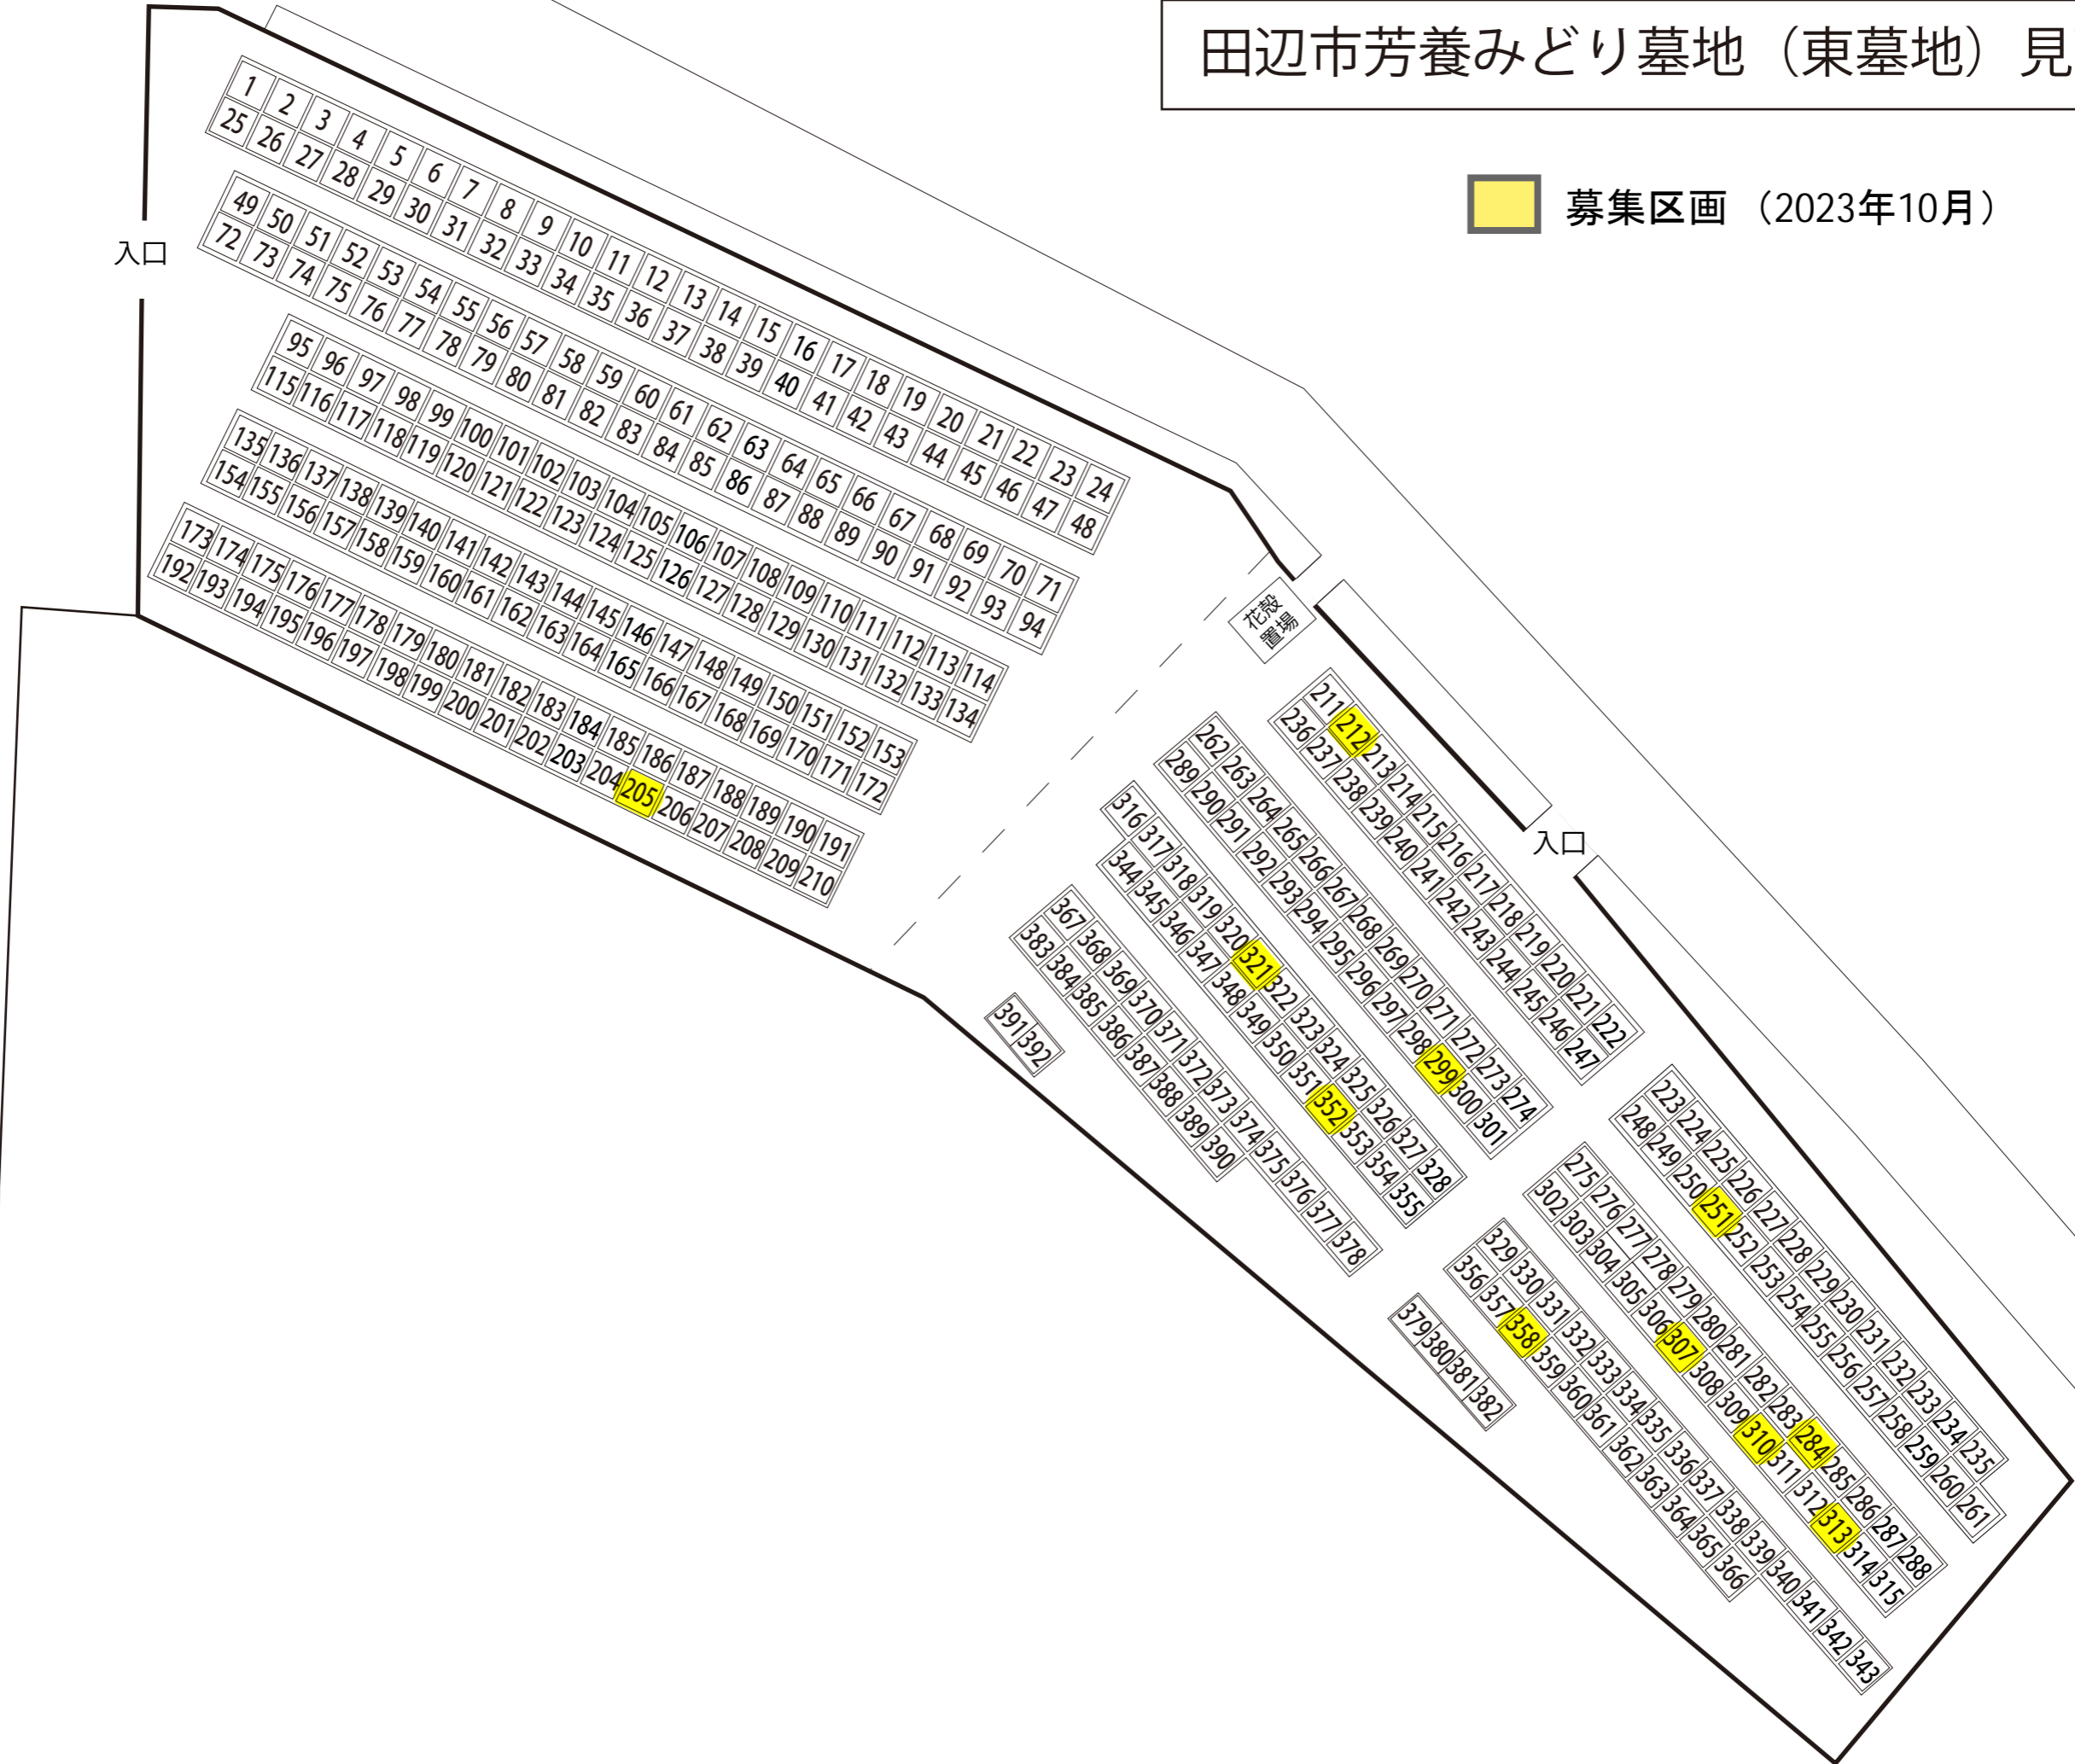 田辺市芳養みどり墓地（東墓地）見
募集区画（2023年10月）
入口
1 2 3 4 5 6 7 8 9 10 11 12 13 14 15 16 17 18 19 20 21 22 23 24
25 26 27 28 29 30 31 32 33 34 35 36 37 38 39 40 41 42 43 44 45 46 47 48
49 50 51 52 53 54 55 56 57 58 59 60 61 62 63 64 65 66 67 68 69 70 71
72 73 74 75 76 77 78 79 80 81 82 83 84 85 86 87 88 89 90 91 92 93 94
95 96 97 98 99 100 101 102 103 104 105 106 107 108 109 110 111 112 113 114
115 116 117 118 119 120 121 122 123 124 125 126 127 128 129 130 131 132 133 134
135 136 137 138 139 140 141 142 143 144 145 146 147 148 149 150 151 152 153
154 155 156 157 158 159 160 161 162 163 164 165 166 167 168 169 170 171 172
173 174 175 176 177 178 179 180 181 182 183 184 185 186 187 188 189 190 191
192 193 194 195 196 197 198 199 200 201 202 203 204 205 206 207 208 209 210
花殻
置場
入口
211 212 213 214 215 216 217 218 219 220 221 222
236 237 238 239 240 241 242 243 244 245 246 247
262 263 264 265 266 267 268 269 270 271 272 273 274
289 290 291 292 293 294 295 296 297 298 299 300 301
316 317 318 319 320 321 322 323 324 325 326 327 328
344 345 346 347 348 349 350 351 352 353 354 355
367 368 369 370 371 372 373 374 375 376 377 378
383 384 385 386 387 388 389 390
391 392
223 224 225 226 227 228 229 230 231 232 233 234 235
248 249 250 251 252 253 254 255 256 257 258 259 260 261
275 276 277 278 279 280 281 282 283 284 285 286 287 288
302 303 304 305 306 307 308 309 310 311 312 313 314 315
329 330 331 332 333 334 335 336 337 338 339 340 341 342 343
356 357 358 359 360 361 362 363 364 365 366
379 380 381 382